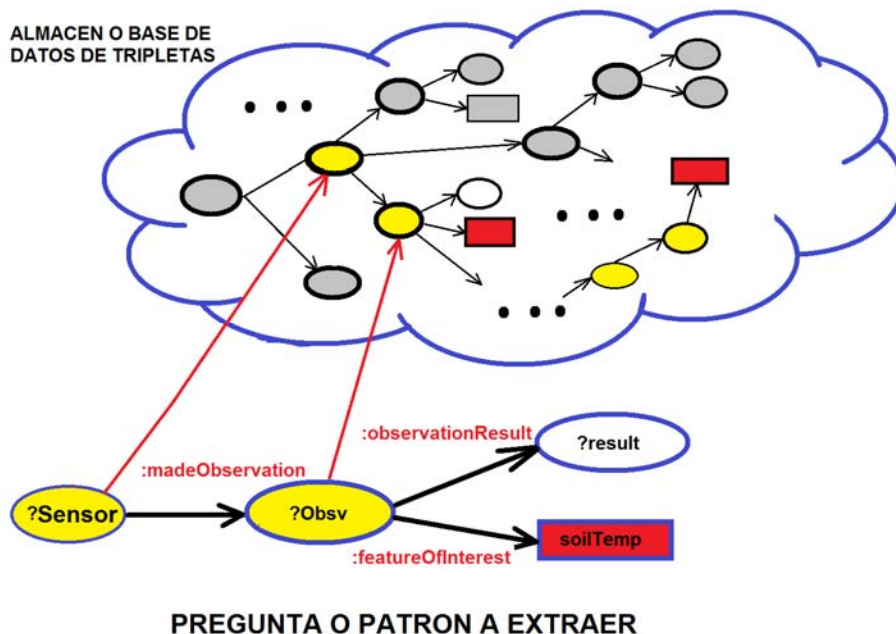 ALMACEN O BASE DE
DATOS DE TRIPLETAS
:observationResult
?result
:madeObservation
?Sensor
?Obsv
soilTemp
:featureOfInterest
PREGUNTA O PATRON A EXTRAER